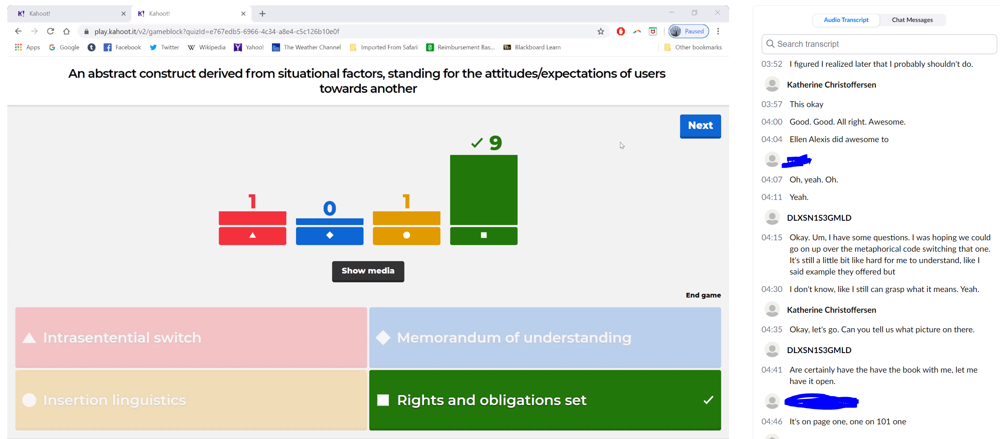 K! Kahoot!
K! Kahoot!
play.kahoot.it/v2/gameblock?quizId=e767edb5-6966-4c34-a8e4-c5c126b10e0f
Paused
Apps
Google
Facebook
Twitter
Wikipedia
Yahoo!
The Weather Channel
Imported From Safari
Reimbursement Bas...
Bb Blackboard Learn
Other bookmarks
An abstract construct derived from situational factors, standing for the attitudes/expectations of users
towards another
Next
1
0
1
9
Show media
End game
Intrasentential switch
Memorandum of understanding
Insertion linguistics
Rights and obligations set
Audio Transcript
Chat Messages
Search transcript
03:52 I figured I realized later that I probably shouldn't do.
Katherine Christoffersen
03:57 This okay
04:00 Good. Good. All right. Awesome.
04:04 Ellen Alexis did awesome to
04:07 Oh, yeah. Oh.
04:11 Yeah.
DLXSN1S3GMLD
04:15 Okay. Um, I have some questions. I was hoping we could
go on up over the metaphorical code switching that one.
It's still a little bit like hard for me to understand, like I
said example they offered but
04:30 I don't know, like I still can grasp what it means. Yeah.
Katherine Christoffersen
04:35 Okay, let's go. Can you tell us what picture on there.
DLXSN1S3GMLD
04:41 Are certainly have the have the book with me, let me
have it open.
04:46 It's on page one, one on 101 one